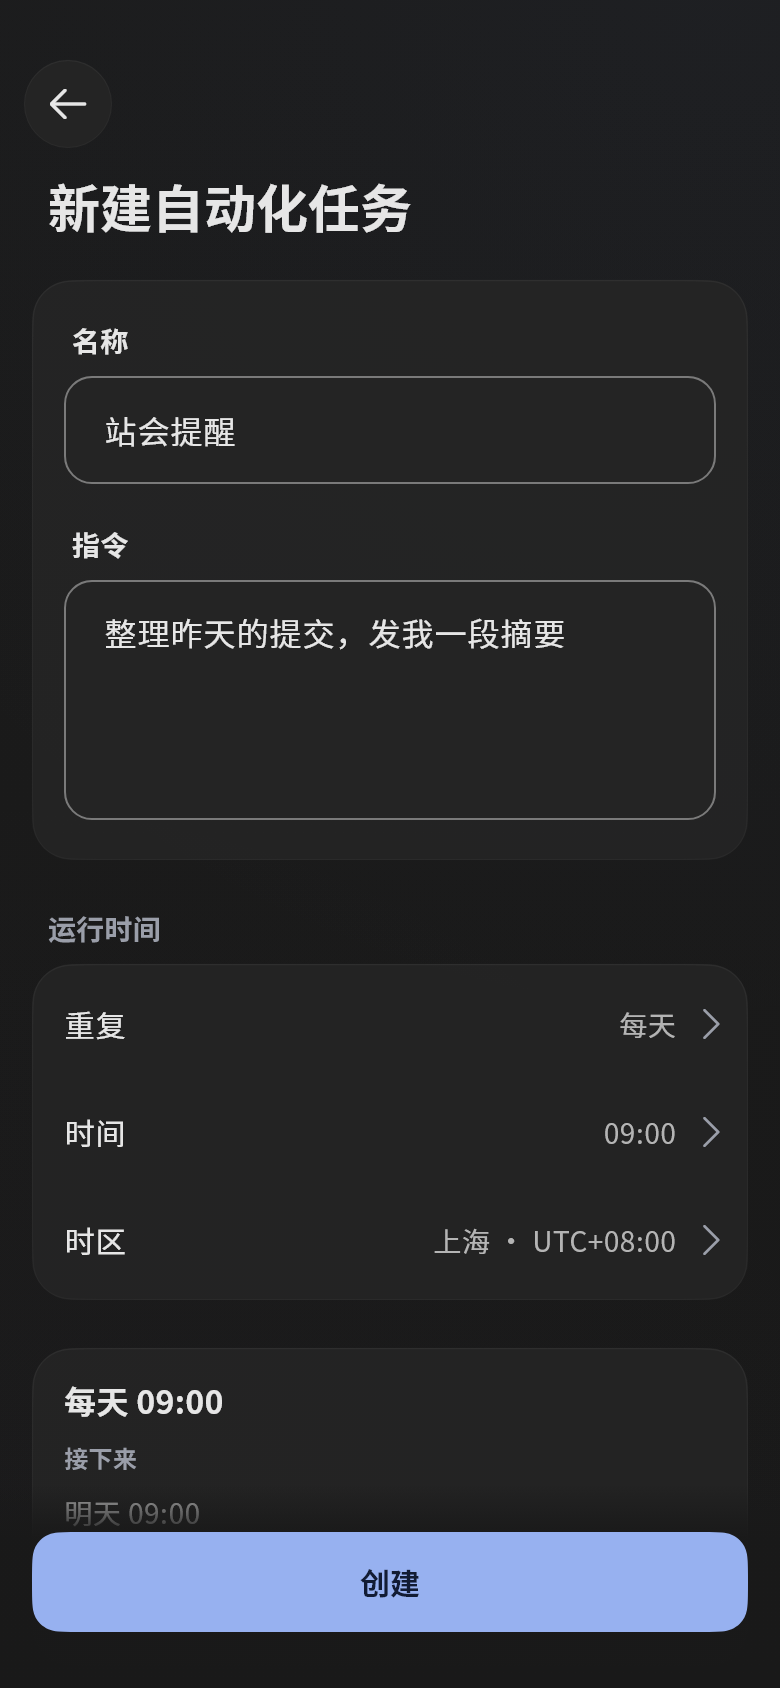 新建自动化任务
名称
站会提醒
指令
整理昨天的提交，发我一段摘要
运行时间
重复
每天
时间
09:00
时区
上海 · UTC+08:00
每天 09:00
接下来
明天 09:00
创建